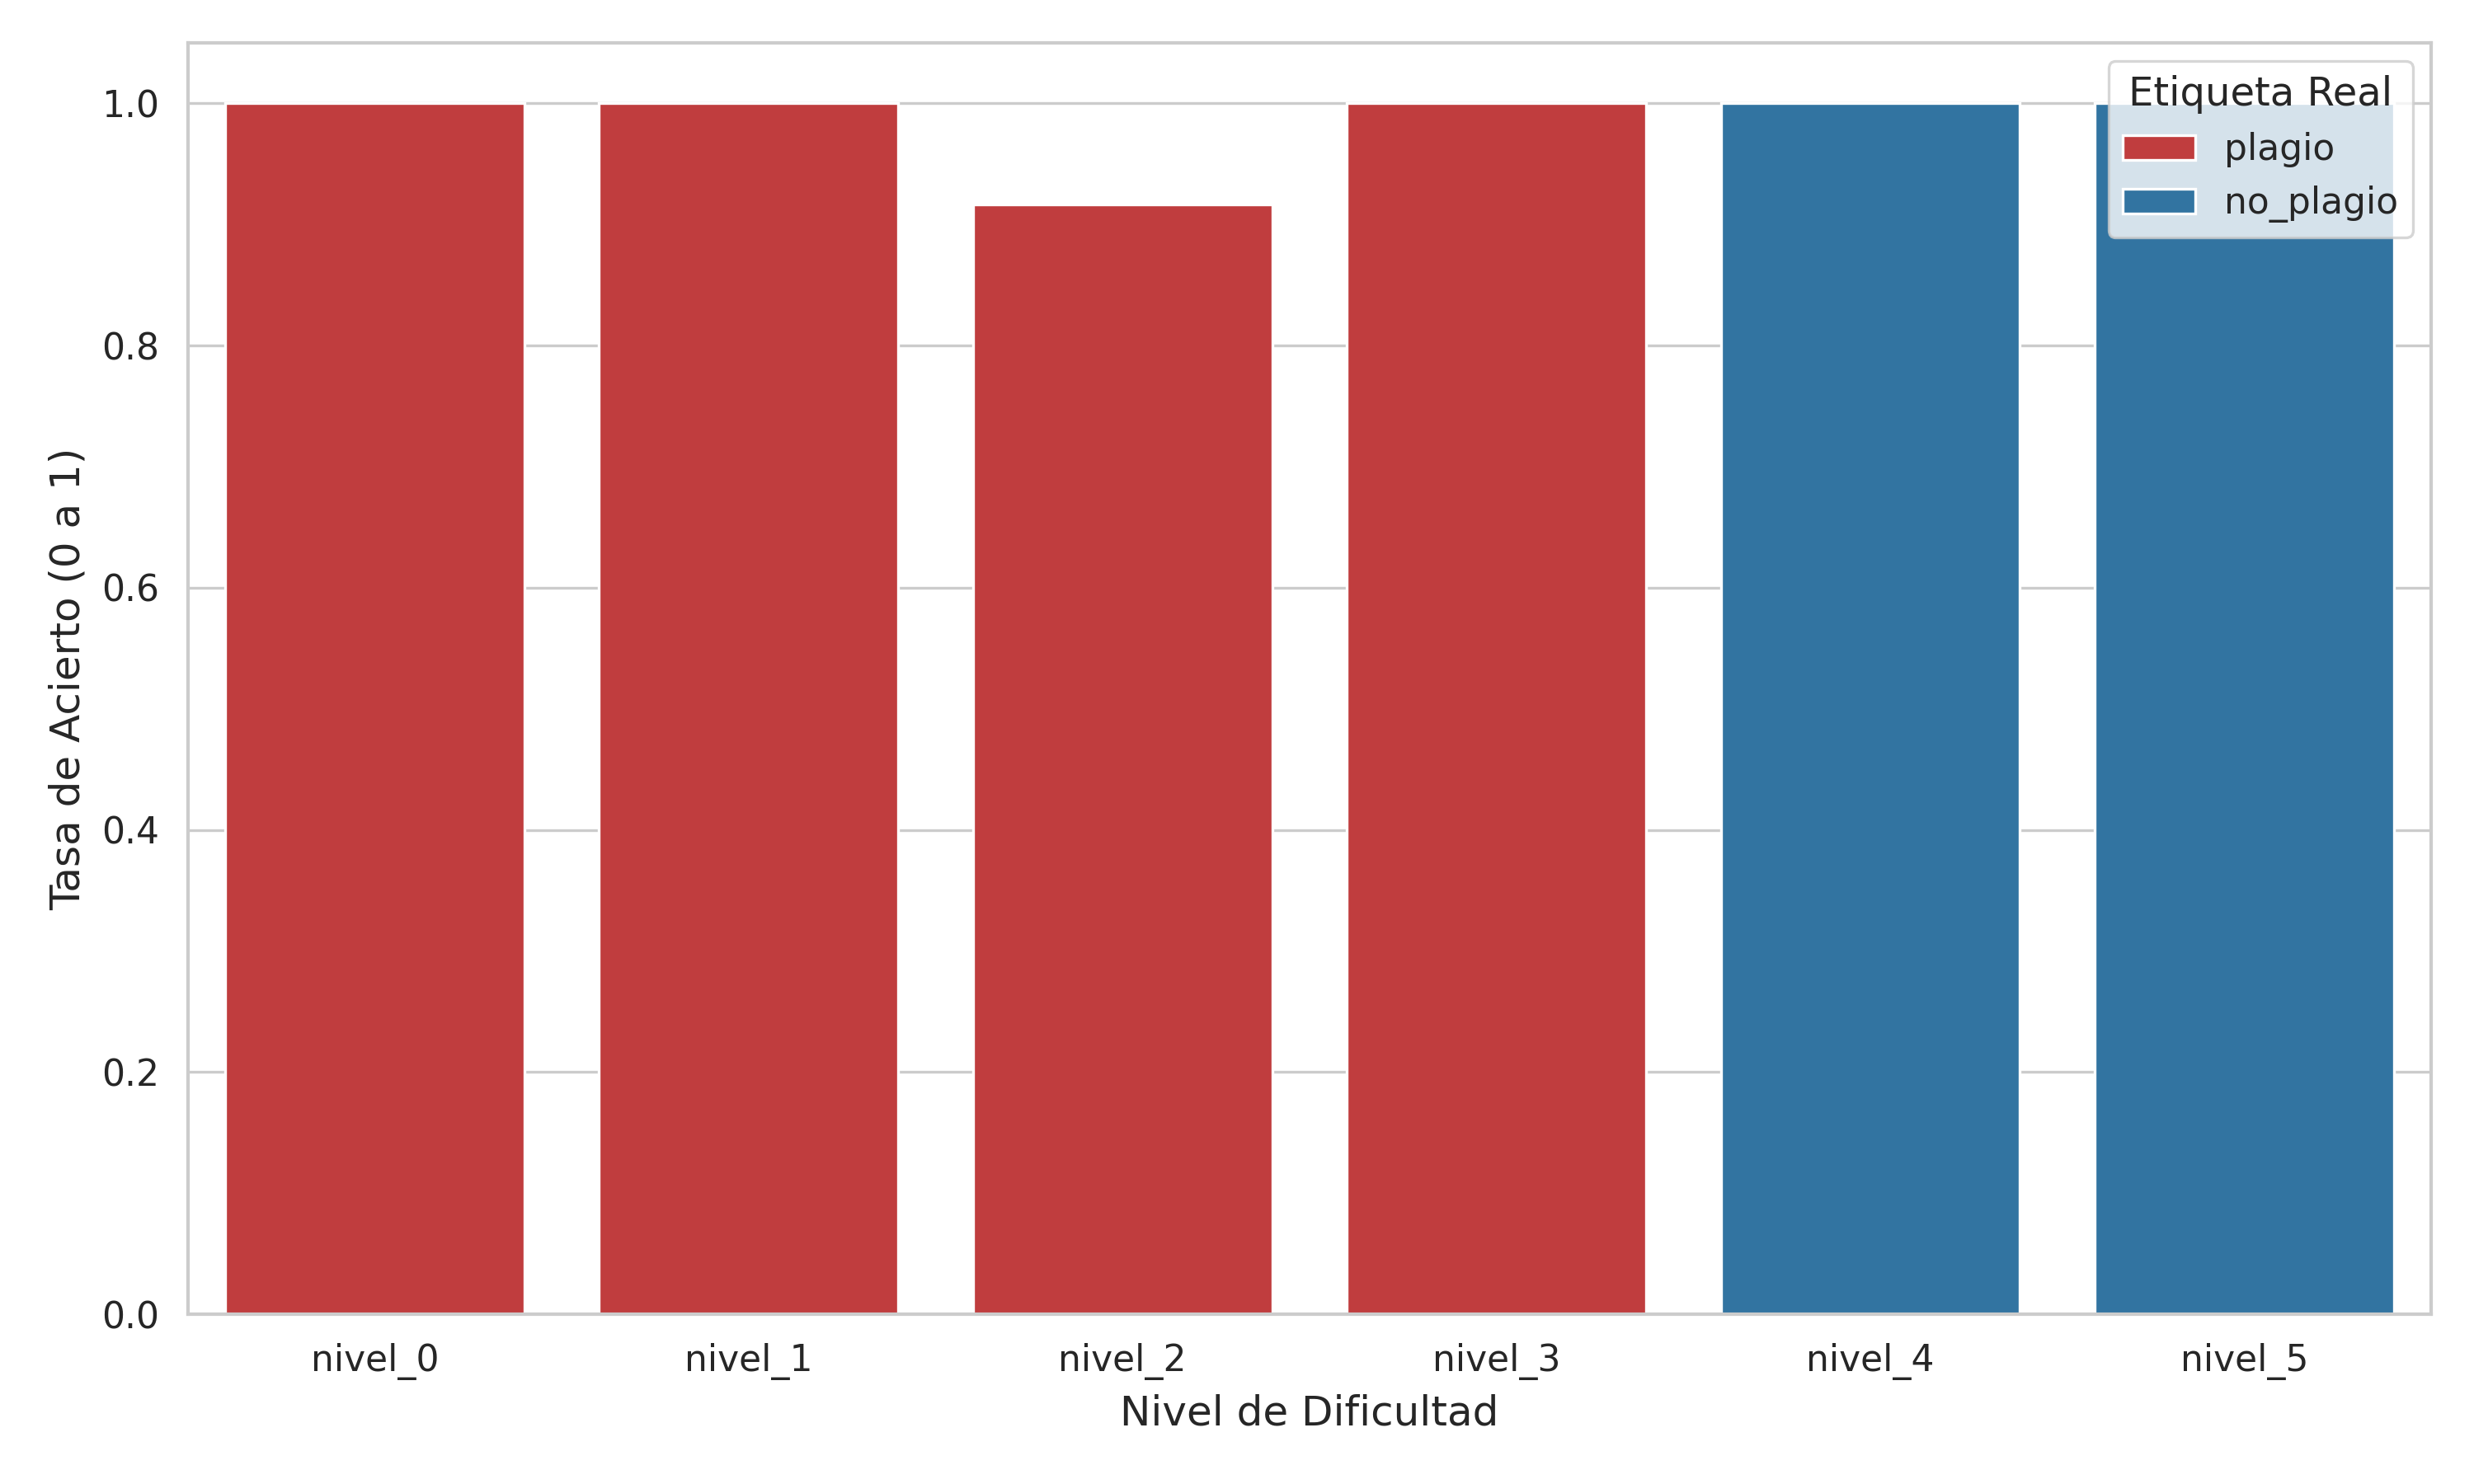 Etiqueta Real
plagio
no_plagio
1.0
0.8
0.6
0.4
0.2
0.0
Tasa de Acierto (0 a 1)
nivel_0
nivel_1
nivel_2
nivel_3
nivel_4
nivel_5
Nivel de Dificultad